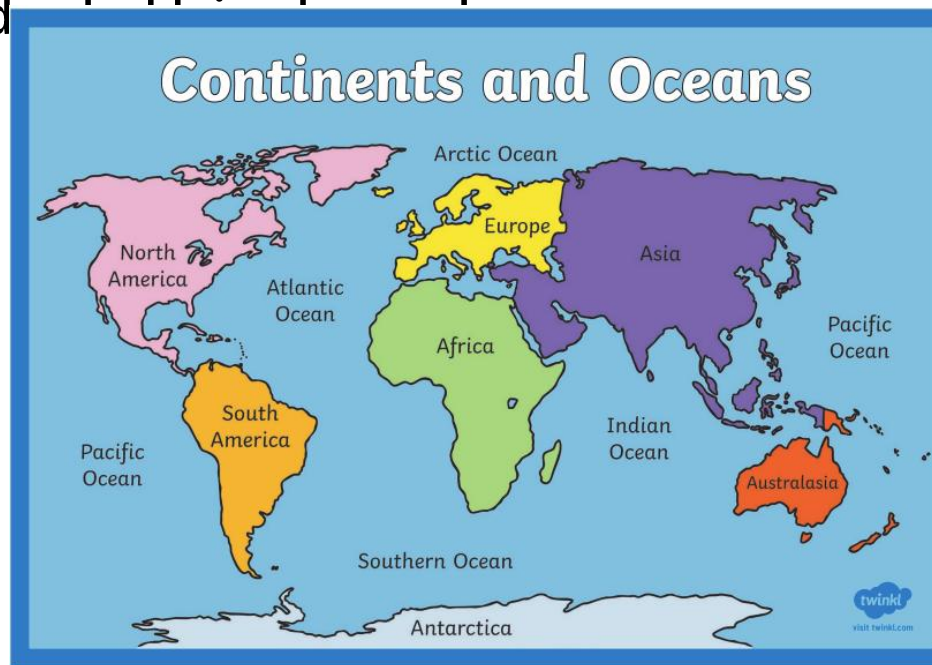 Continents and Oceans
Arctic Ocean
North
America
Europe
Asia
Atlantic
Ocean
Africa
Pacific
Ocean
South
America
Indian
Ocean
Pacific
Ocean
Australasia
Southern Ocean
Antarctica
twinkl
visit twinkl.com